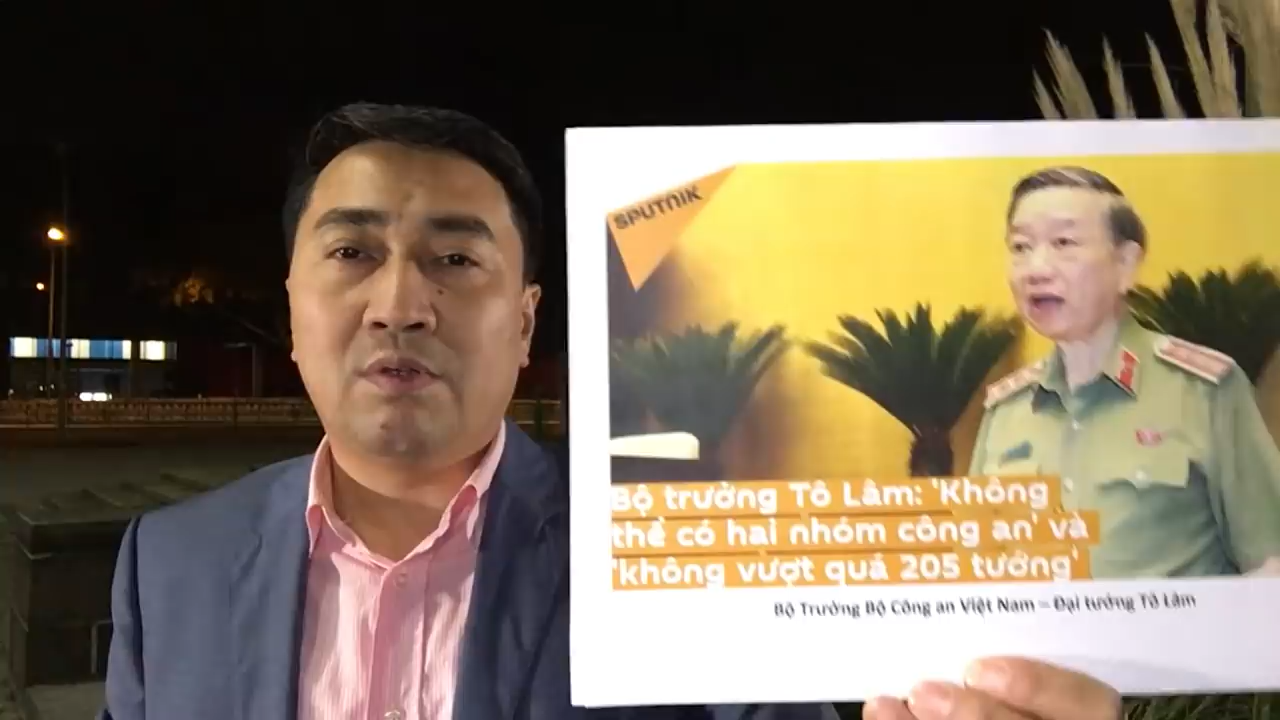 SPUTNIK
Bộ trưởng Tô Lâm: 'Không
thể có hai nhóm công an' và
'không vượt quá 205 tướng'
Bộ Trưởng Bộ Công an Việt Nam – Đại tướng Tô Lâm